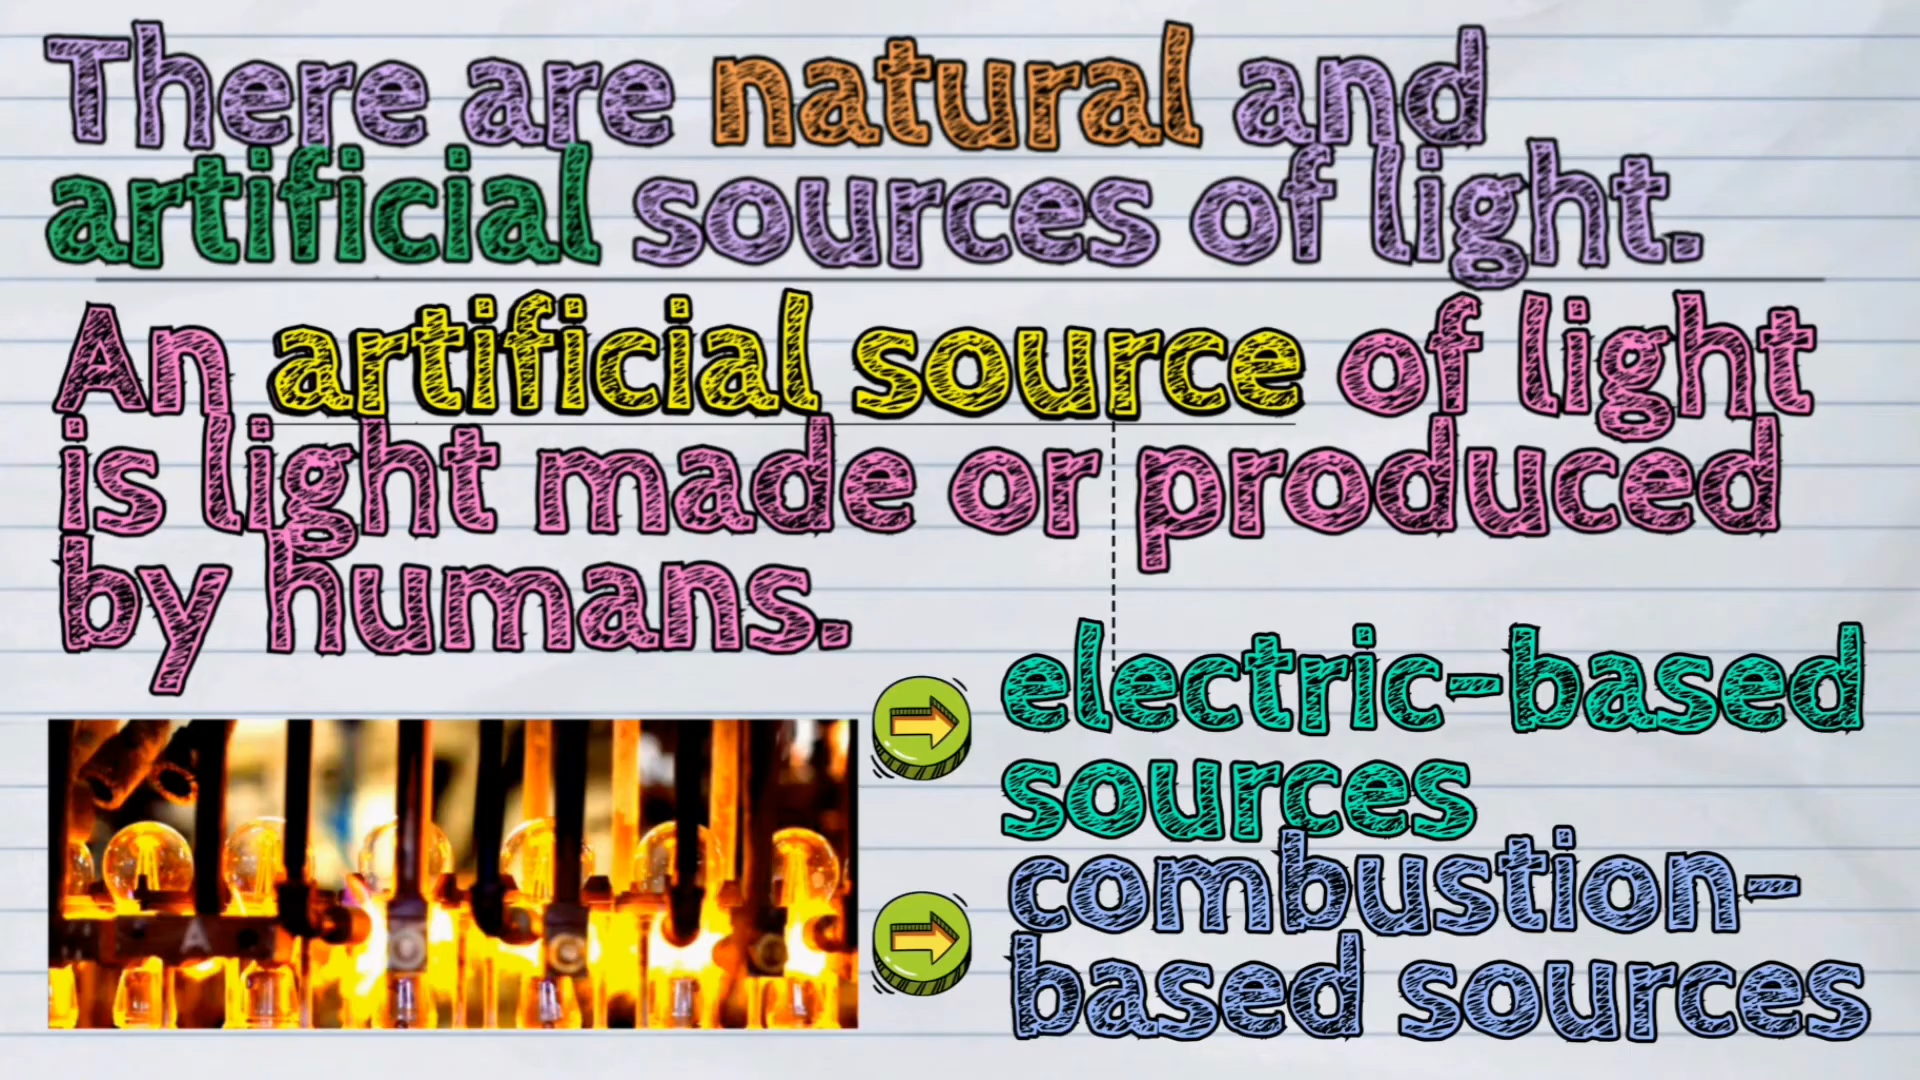 There are natural and
artificial sources of light.
An artificial source of light
is light made or produced
by humans.
electric-based
sources
combustion-
based sources